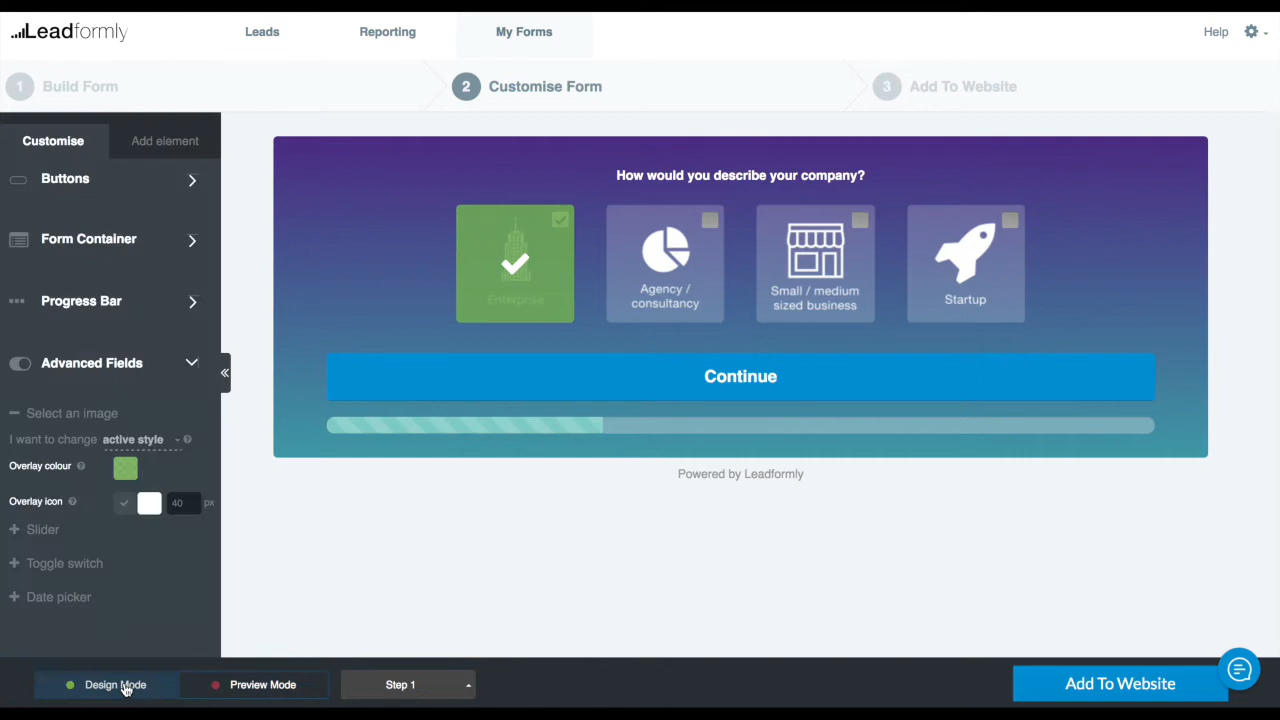 Leadformly
Leads
Reporting
My Forms
Help
1 Build Form
2 Customise Form
3 Add To Website
Customise
Add element
Buttons
Form Container
Progress Bar
Advanced Fields
Select an image
I want to change active style
Overlay colour
Overlay icon
40 px
Slider
Toggle switch
Date picker
How would you describe your company?
Enterprise
Agency /
consultancy
Small / medium
sized business
Startup
Continue
Powered by Leadformly
Design Mode
Preview Mode
Step 1
Add To Website